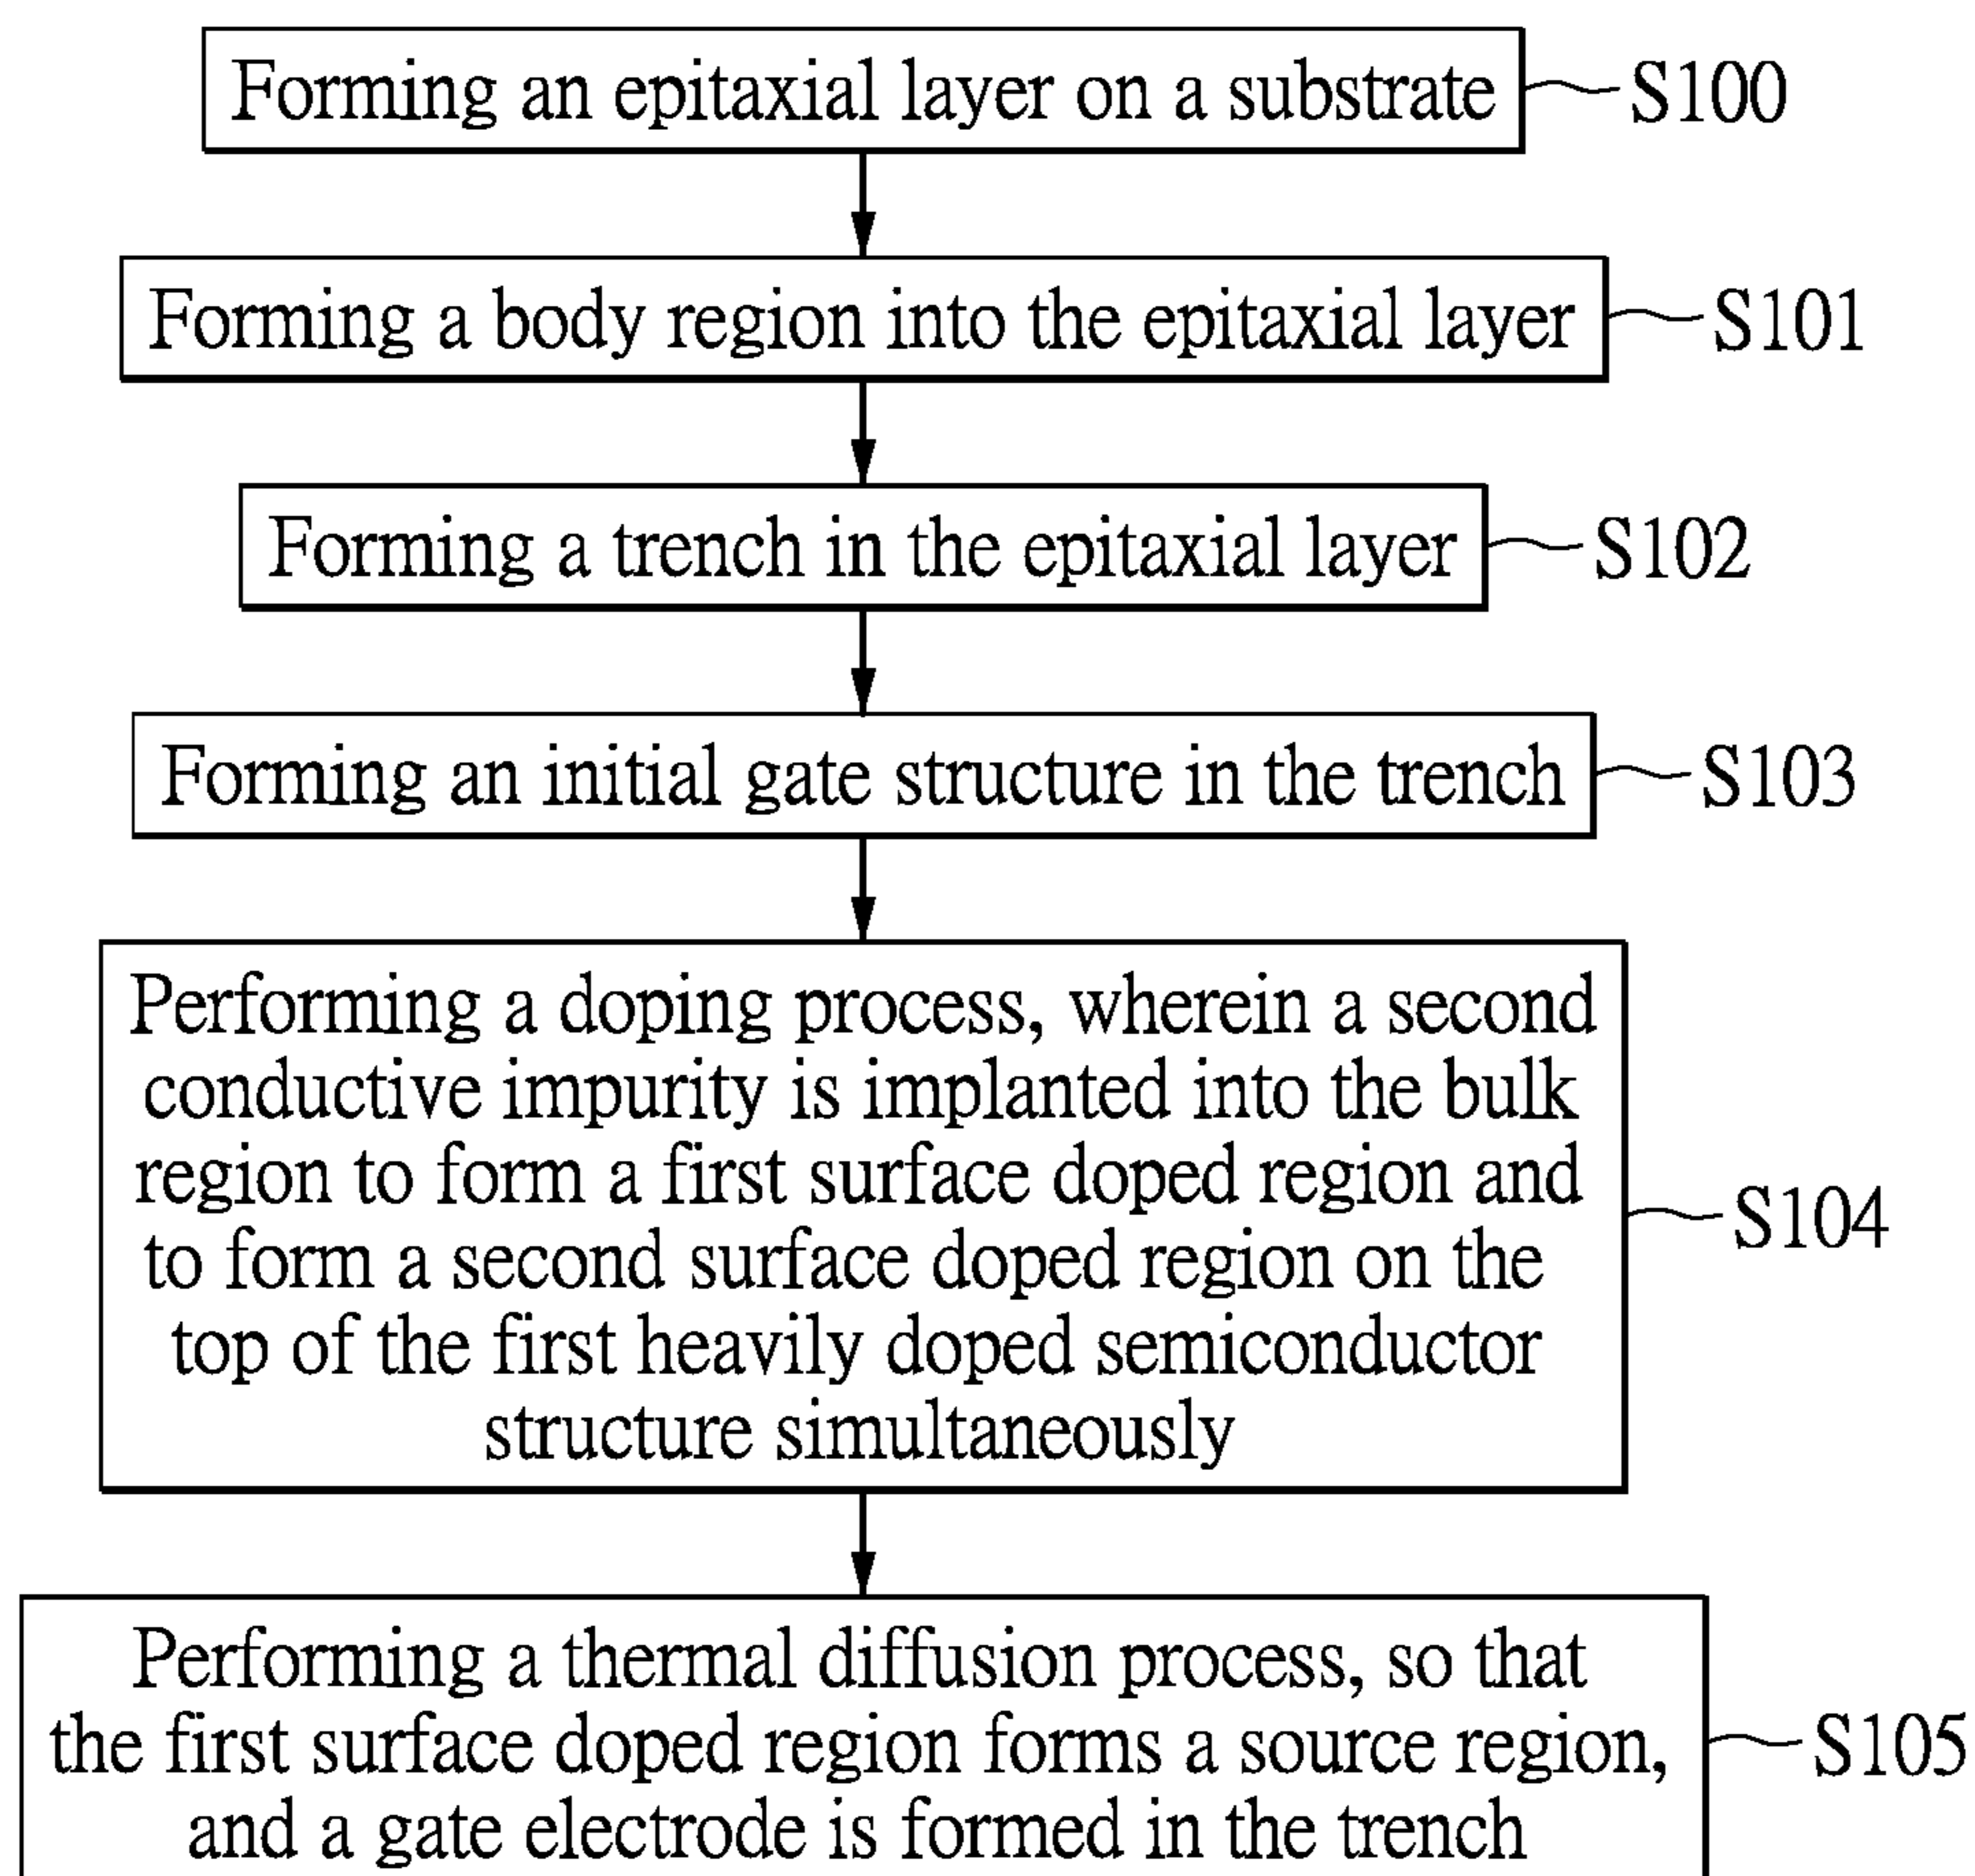 Forming an epitaxial layer on a substrate S100
Forming a body region into the epitaxial layer S101
Forming a trench in the epitaxial layer S102
Forming an initial gate structure in the trench S103
Performing a doping process, wherein a second
conductive impurity is implanted into the bulk
region to form a first surface doped region and
to form a second surface doped region on the
top of the first heavily doped semiconductor
structure simultaneously
S104
Performing a thermal diffusion process, so that
the first surface doped region forms a source region,
and a gate electrode is formed in the trench
S105